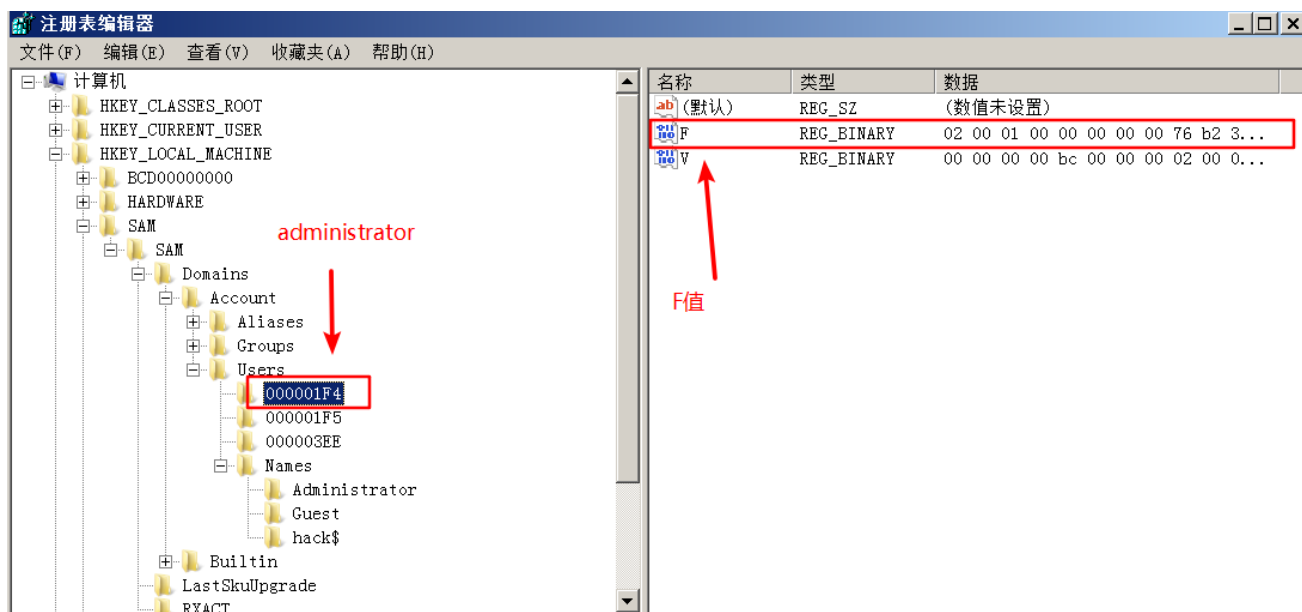 注册表编辑器
文件(F) 编辑(E) 查看(V) 收藏夹(A) 帮助(H)
计算机
HKEY_CLASSES_ROOT
HKEY_CURRENT_USER
HKEY_LOCAL_MACHINE
BCD00000000
HARDWARE
SAM
administrator
SAM
Domains
Account
Aliases
Groups
Users
000001F4
000001F5
000003EE
Names
Administrator
Guest
hack$
Builtin
LastSkuUpgrade
RXACT
名称 类型 数据
(默认) REG_SZ (数值未设置)
F REG_BINARY 02 00 01 00 00 00 00 00 76 b2 3...
V REG_BINARY 00 00 00 00 bc 00 00 00 02 00 0...
F值